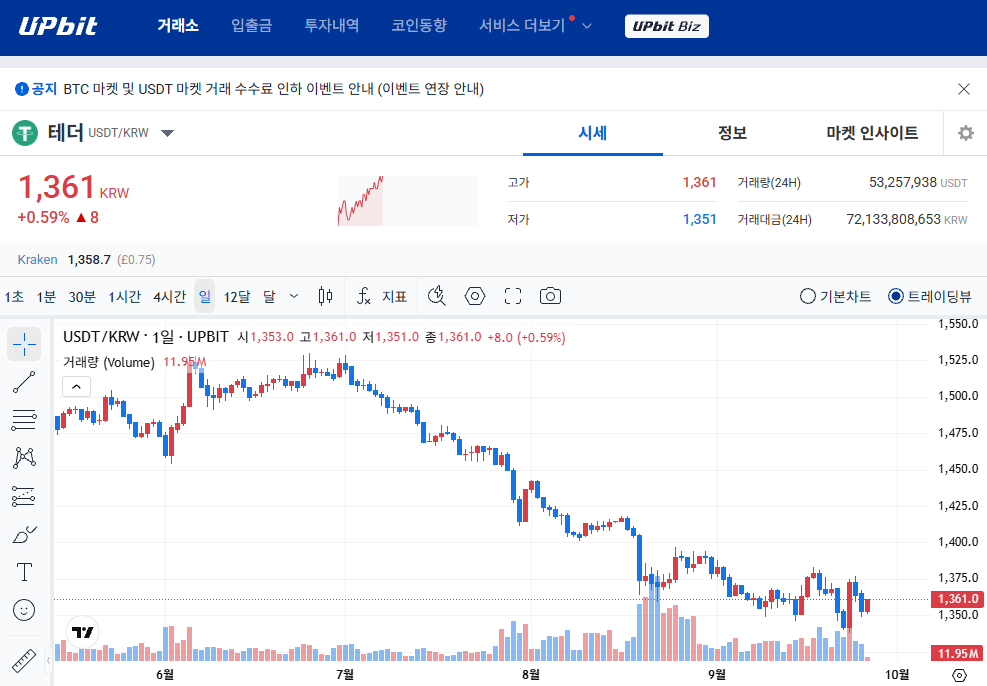 UPbit 거래소 입출금 투자내역 코인동향 서비스 더보기 UPbit Biz
공지 BTC 마켓 및 USDT 마켓 거래 수수료 인하 이벤트 안내 (이벤트 연장 안내)
테더 USDT/KRW 시세 정보 마켓 인사이트
1,361 KRW
+0.59% ▲ 8
고가 1,361 거래량(24H) 53,257,938 USDT
저가 1,351 거래대금(24H) 72,133,808,653 KRW
Kraken 1,358.7 (£0.75)
1초 1분 30분 1시간 4시간 일 12달 달 지표 기본차트 트레이딩뷰
USDT/KRW · 1일 · UPBIT 시1,353.0 고1,361.0 저1,351.0 종1,361.0 +8.0 (+0.59%)
거래량 (Volume) 11.95M
1,550.0
1,525.0
1,500.0
1,475.0
1,450.0
1,425.0
1,400.0
1,375.0
1,361.0
1,350.0
11.95M
6월 7월 8월 9월 10월